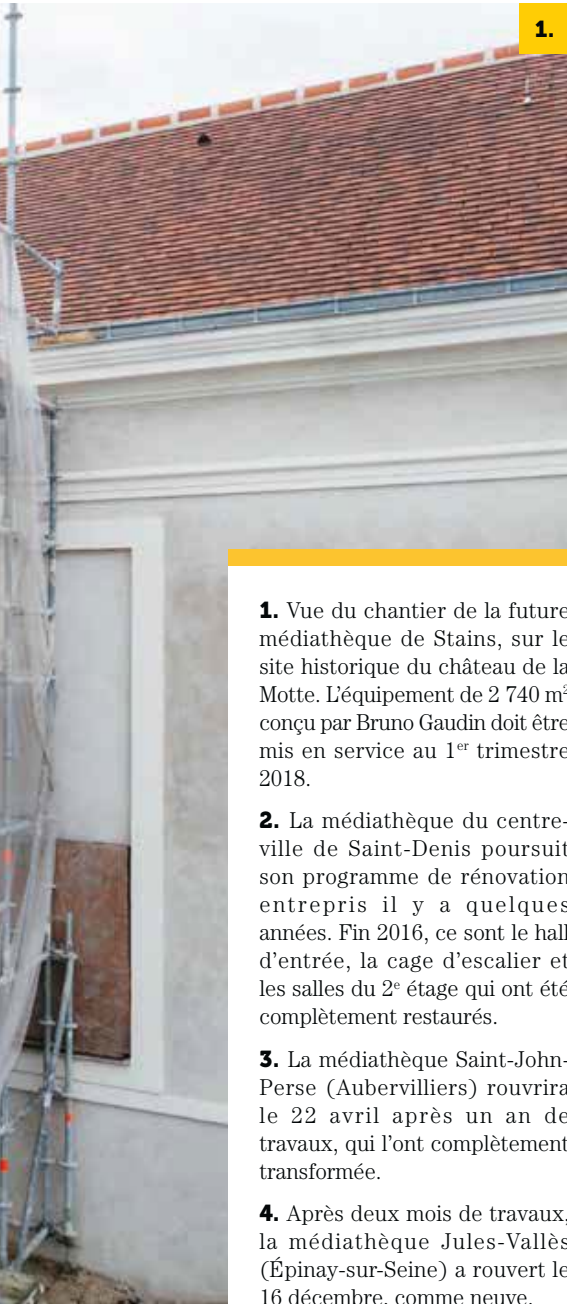 1.
1. Vue du chantier de la future
médiathèque de Stains, sur le
site historique du château de la
Motte. L'équipement de 2 740 m²
conçu par Bruno Gaudin doit être
mis en service au 1er trimestre
2018.
2. La médiathèque du centre-
ville de Saint-Denis poursuit
son programme de rénovation
entrepris il y a quelques
années. Fin 2016, ce sont le hall
d'entrée, la cage d'escalier et
les salles du 2e étage qui ont été
complètement restaurés.
3. La médiathèque Saint-John-
Perse (Aubervilliers) rouvrira
le 22 avril après un an de
travaux, qui l'ont complètement
transformée.
4. Après deux mois de travaux,
la médiathèque Jules-Vallès
(Épinay-sur-Seine) a rouvert le
16 décembre, comme neuve.